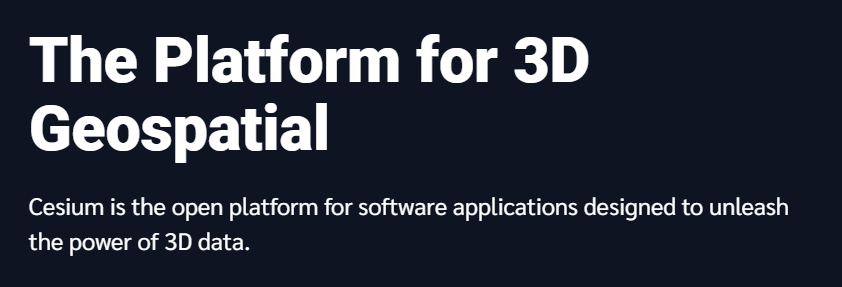 The Platform for 3D
Geospatial
Cesium is the open platform for software applications designed to unleash
the power of 3D data.